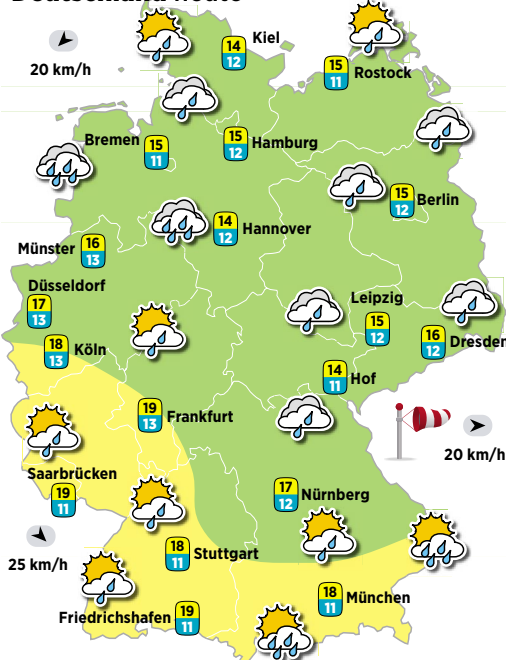 Deutschland heute
Kiel
14
12
20 km/h
15
11
Rostock
Bremen
15
11
15
12
Hamburg
15
12
Berlin
14
12
Hannover
Münster
16
13
Düsseldorf
17
13
Leipzig
15
12
16
12
Dresden
18
13
Köln
14
11
Hof
19
13
Frankfurt
20 km/h
Saarbrücken
19
11
17
12
Nürnberg
25 km/h
18
11
Stuttgart
18
11
München
Friedrichshafen
19
11